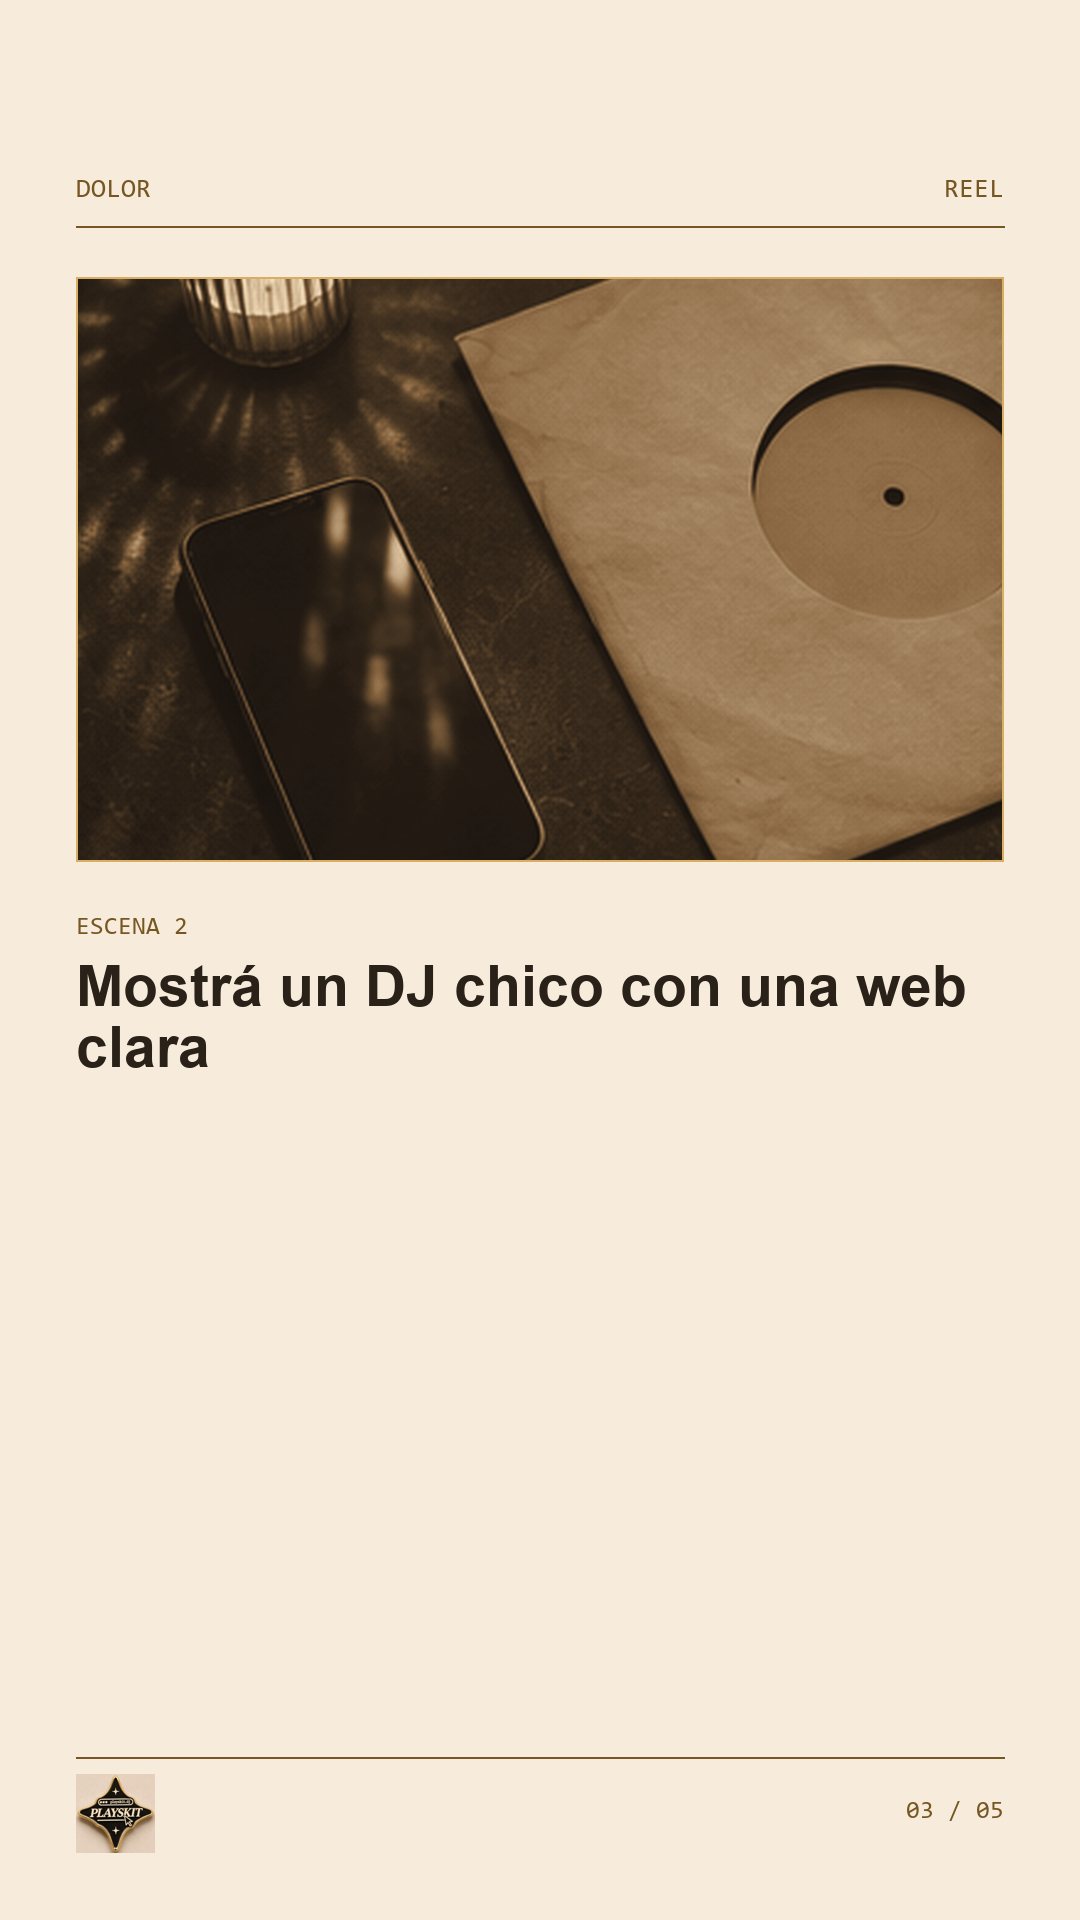 DOLOR
REEL
ESCENA 2
Mostrá un DJ chico con una web
clara
PLAYSKIT
03 / 05